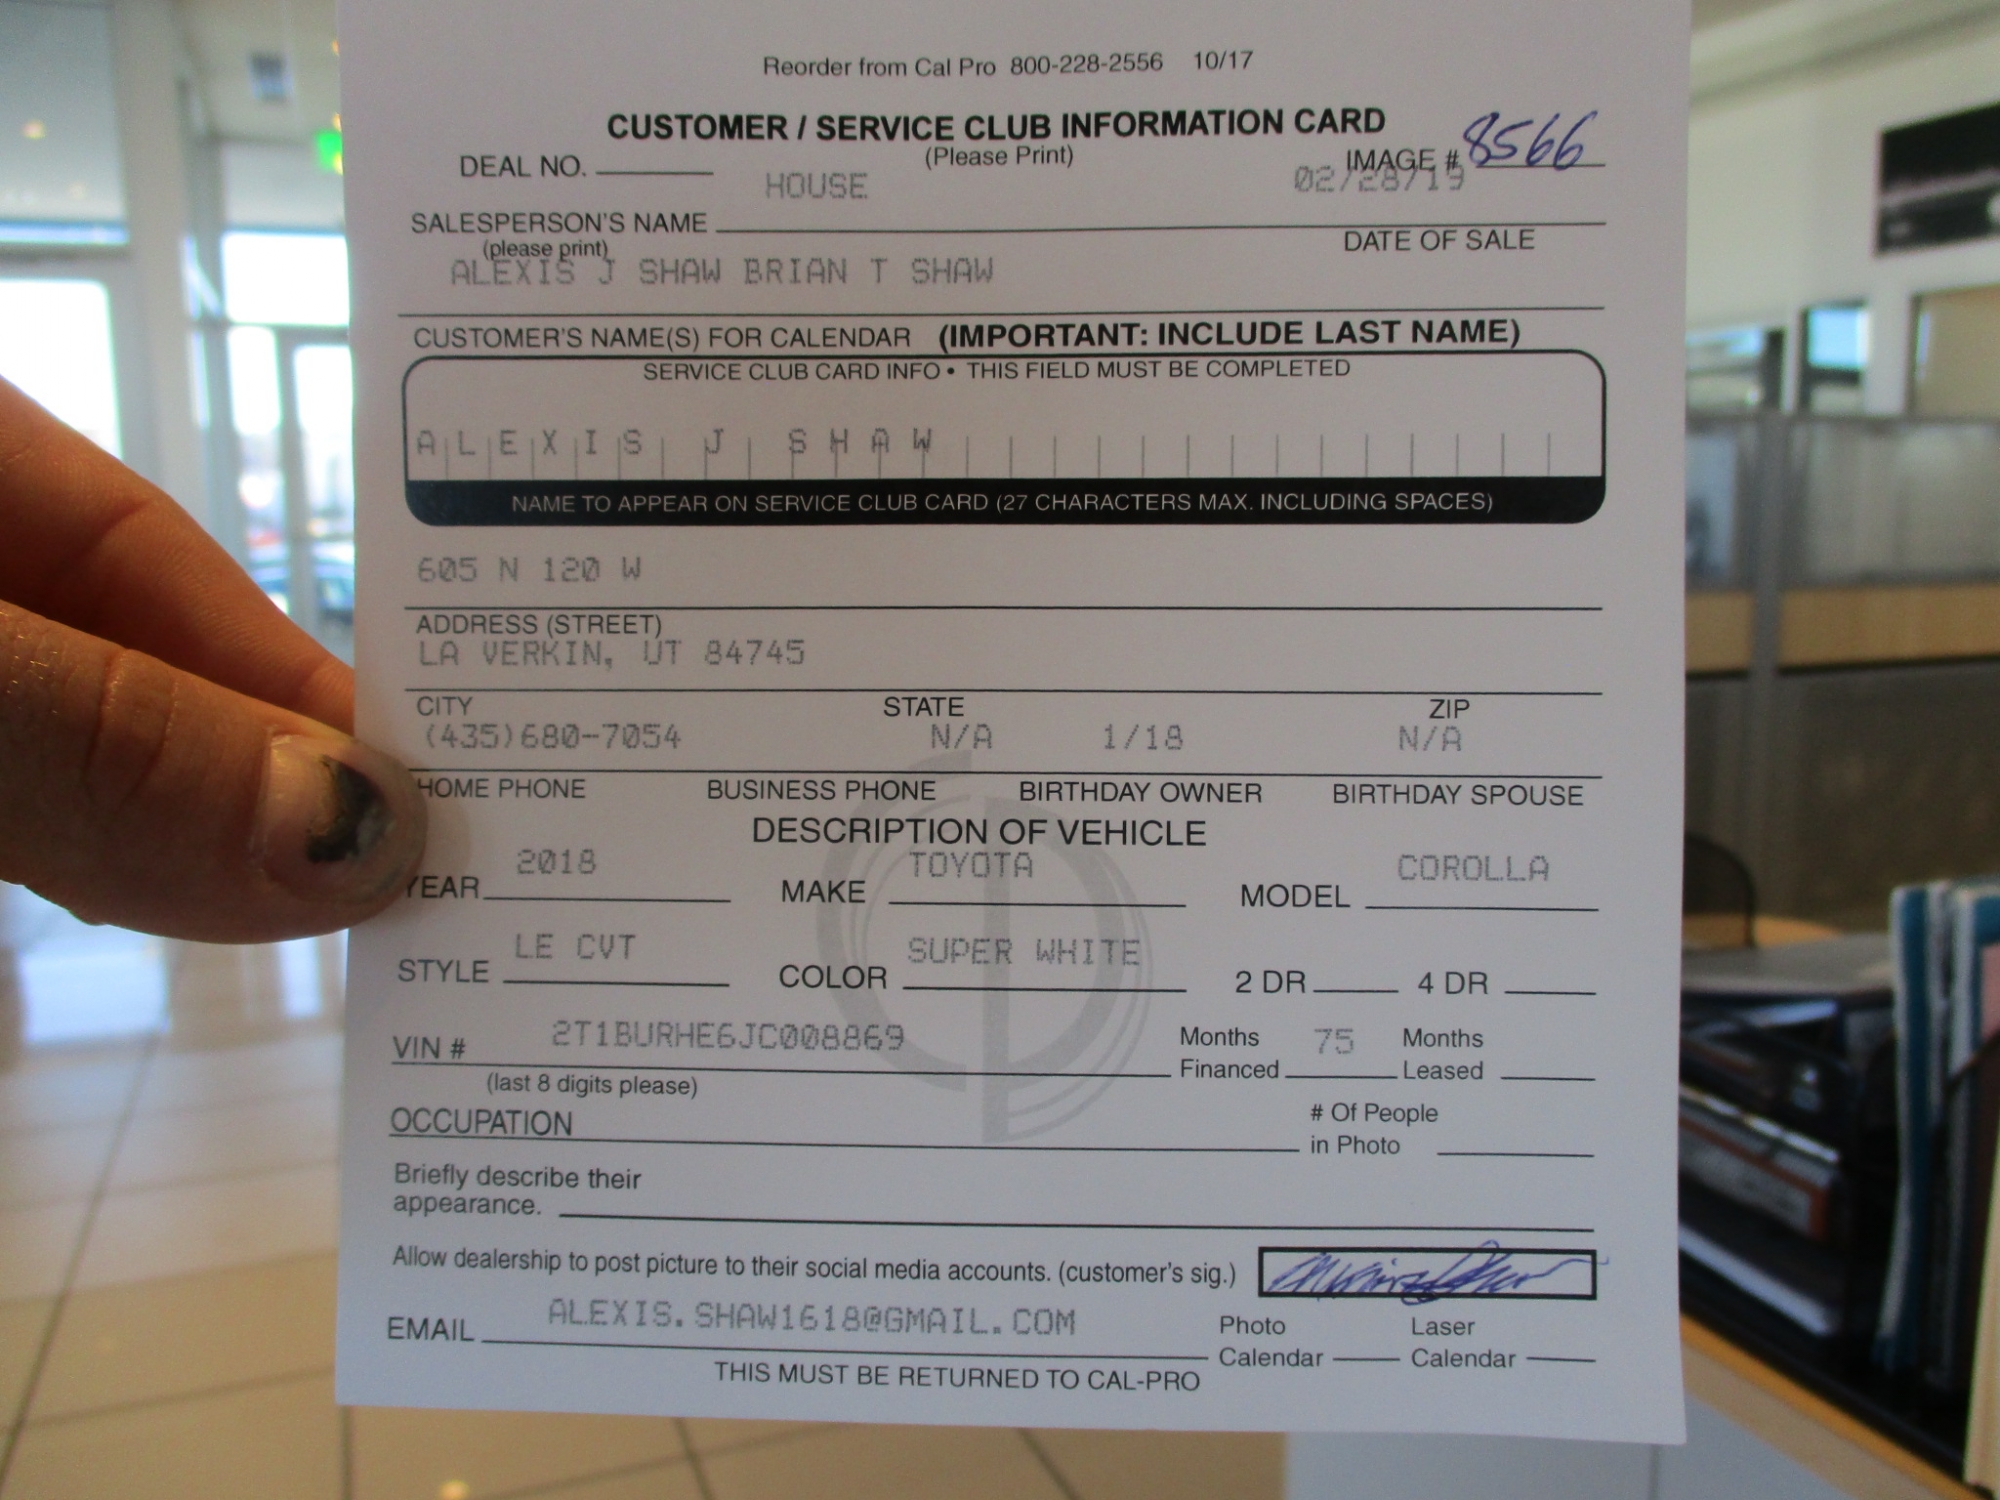 Reorder from Cal Pro 800-228-2556 10/17
CUSTOMER / SERVICE CLUB INFORMATION CARD
(Please Print)
DEAL NO. IMAGE # 8566
HOUSE 02/28/19
SALESPERSON'S NAME DATE OF SALE
(please print)
ALEXIS J SHAW BRIAN T SHAW
CUSTOMER'S NAME(S) FOR CALENDAR (IMPORTANT: INCLUDE LAST NAME)
SERVICE CLUB CARD INFO • THIS FIELD MUST BE COMPLETED
ALEXIS J SHAW
NAME TO APPEAR ON SERVICE CLUB CARD (27 CHARACTERS MAX. INCLUDING SPACES)
605 N 120 W
ADDRESS (STREET)
LA VERKIN, UT 84745
CITY STATE ZIP
(435)680-7054 N/A 1/18 N/A
HOME PHONE BUSINESS PHONE BIRTHDAY OWNER BIRTHDAY SPOUSE
DESCRIPTION OF VEHICLE
YEAR 2018 MAKE TOYOTA MODEL COROLLA
STYLE LE CVT COLOR SUPER WHITE 2 DR 4 DR
VIN # 2T1BURHE6JC008869 Months Financed 75 Months Leased
(last 8 digits please)
OCCUPATION # Of People in Photo
Briefly describe their
appearance.
Allow dealership to post picture to their social media accounts. (customer's sig.)
EMAIL ALEXIS.SHAW1618@GMAIL.COM Photo Calendar Laser Calendar
THIS MUST BE RETURNED TO CAL-PRO